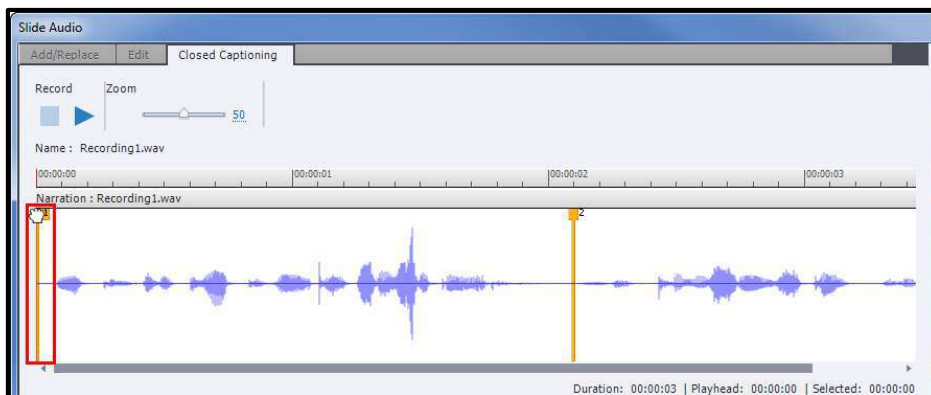 Slide Audio
Add/Replace Edit Closed Captioning
Record Zoom
50
Name : Recording1.wav
00:00:00 00:00:01 00:00:02 00:00:03
Narration : Recording1.wav
1 2
Duration: 00:00:03 | Playhead: 00:00:00 | Selected: 00:00:00